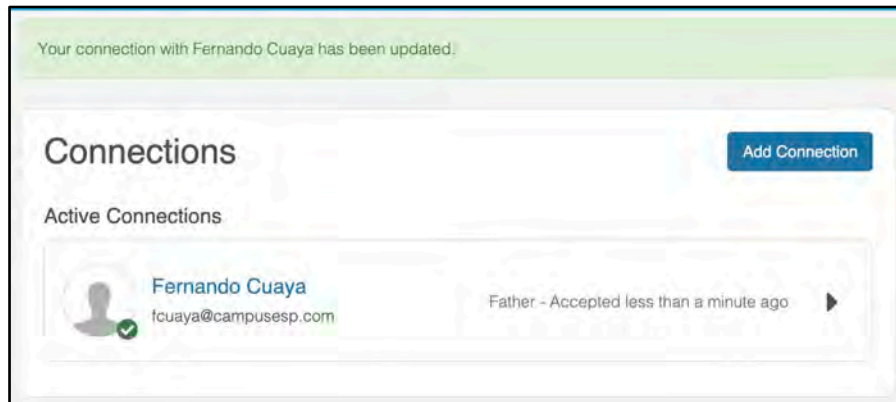 Your connection with Fernando Cuaya has been updated.
Connections
Add Connection
Active Connections
Fernando Cuaya
fcuaya@campusesp.com
Father - Accepted less than a minute ago